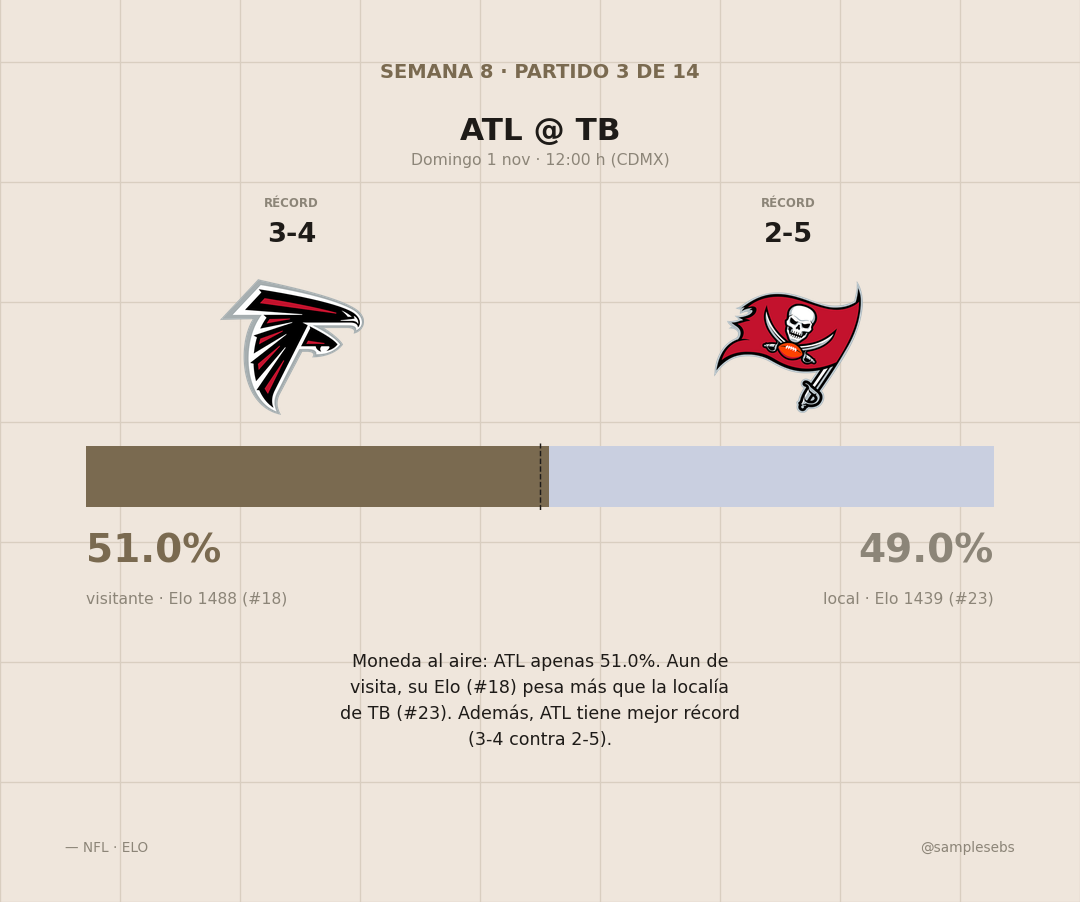 SEMANA 8 · PARTIDO 3 DE 14
ATL @ TB
Domingo 1 nov · 12:00 h (CDMX)
RÉCORD
3-4
RÉCORD
2-5
51.0%
49.0%
visitante · Elo 1488 (#18)
local · Elo 1439 (#23)
Moneda al aire: ATL apenas 51.0%. Aun de
visita, su Elo (#18) pesa más que la localía
de TB (#23). Además, ATL tiene mejor récord
(3-4 contra 2-5).
— NFL · ELO
@samplesebs